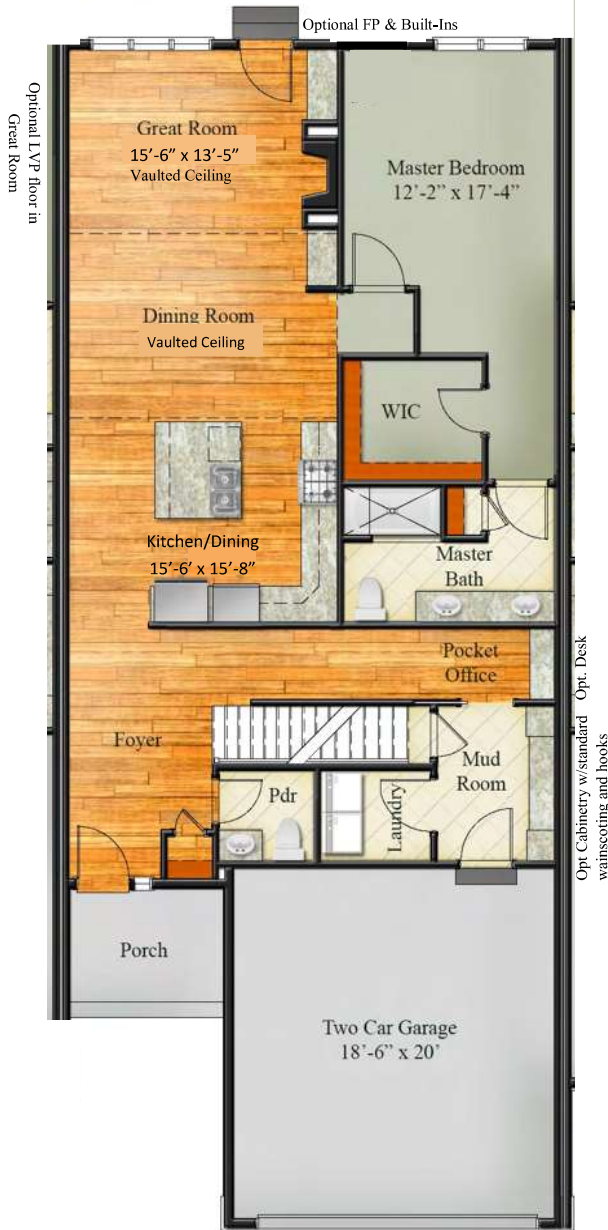 Optional FP & Built-Ins
Optional LVP floor in
Great Room
Great Room
15’-6” x 13’-5”
Vaulted Ceiling
Master Bedroom
12’-2” x 17’-4”
Dining Room
Vaulted Ceiling
WIC
Kitchen/Dining
15’-6’ x 15’-8”
Master
Bath
Pocket
Office
Opt. Desk
Foyer
Mud
Room
Opt Cabinetry w/standard
wainscoting and hooks
Pdr
Laundry
Porch
Two Car Garage
18’-6” x 20’